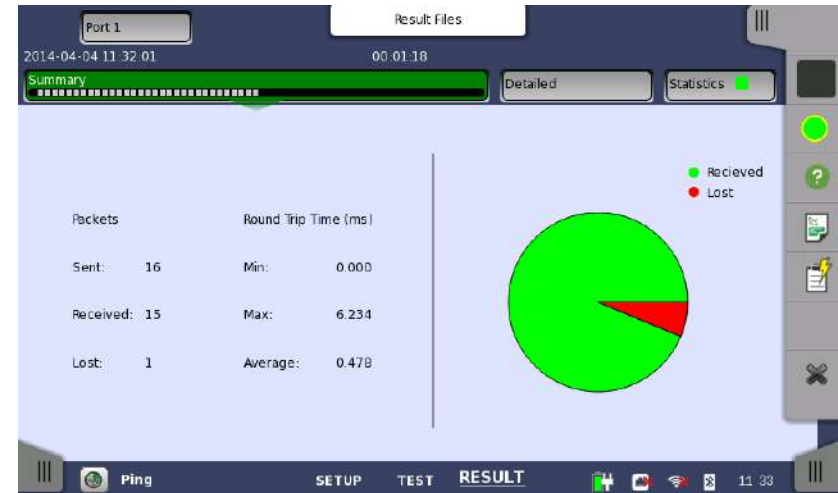 Port 1
Result Files
2014-04-04 11:32:01
00:01:18
Summary
Detailed
Statistics
Recieved
Lost
Packets
Round Trip Time (ms)
Sent: 16
Min: 0.000
Received: 15
Max: 6.234
Lost: 1
Average: 0.478
Ping
SETUP
TEST
RESULT
11:33